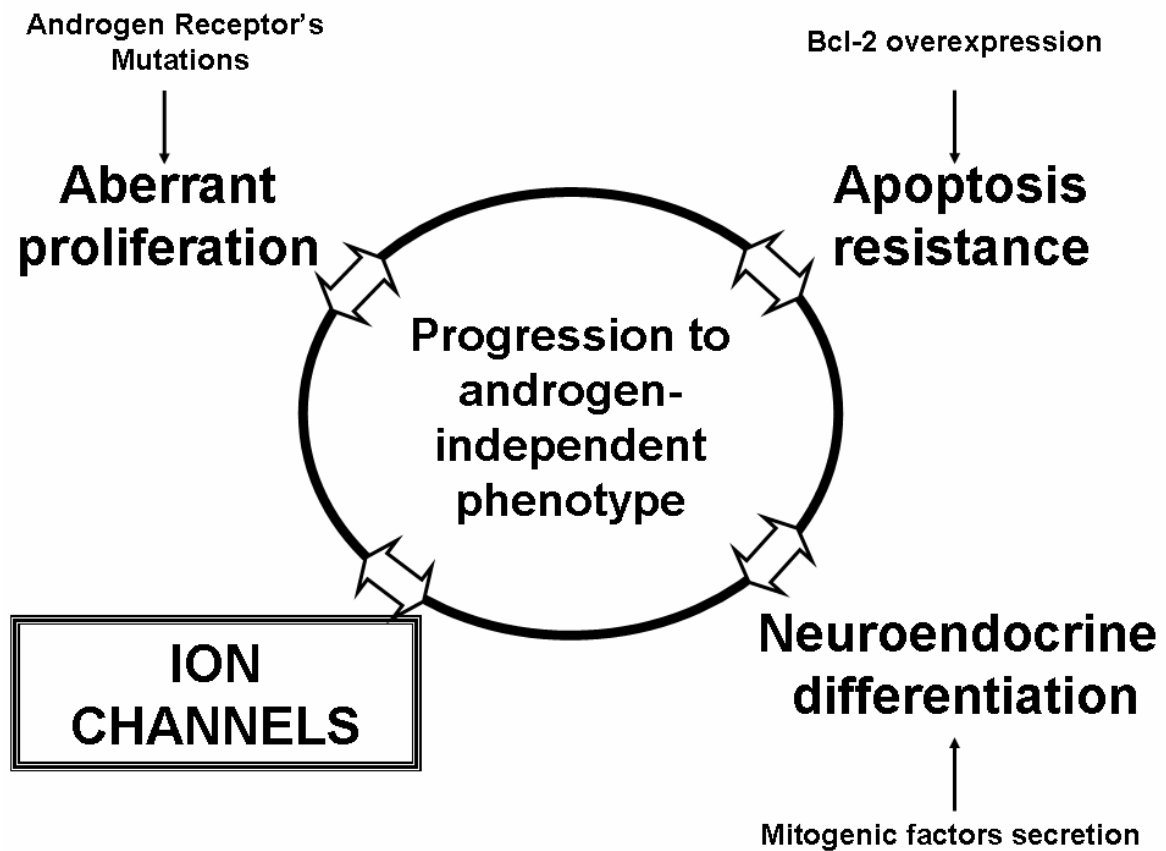 Androgen Receptor's
Mutations
Bcl-2 overexpression
Aberrant
proliferation
Apoptosis
resistance
Progression to
androgen-
independent
phenotype
ION
CHANNELS
Neuroendocrine
differentiation
Mitogenic factors secretion